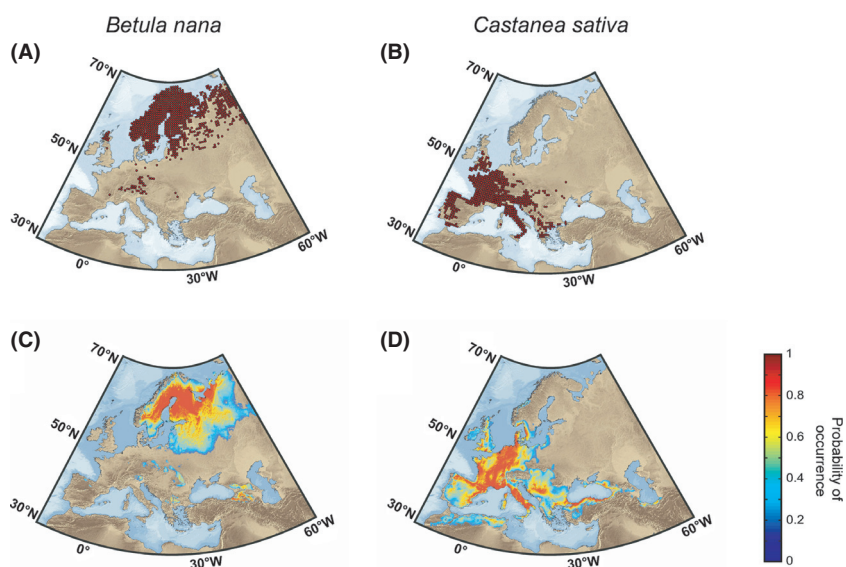 Betula nana
Castanea sativa
(A)
70°N
50°N
30°N
0°
30°W
60°W
(B)
70°N
50°N
30°N
0°
30°W
60°W
(C)
70°N
50°N
30°N
0°
30°W
60°W
(D)
70°N
50°N
30°N
0°
30°W
60°W
1
0.8
0.6
0.4
0.2
0
Probability of
occurrence